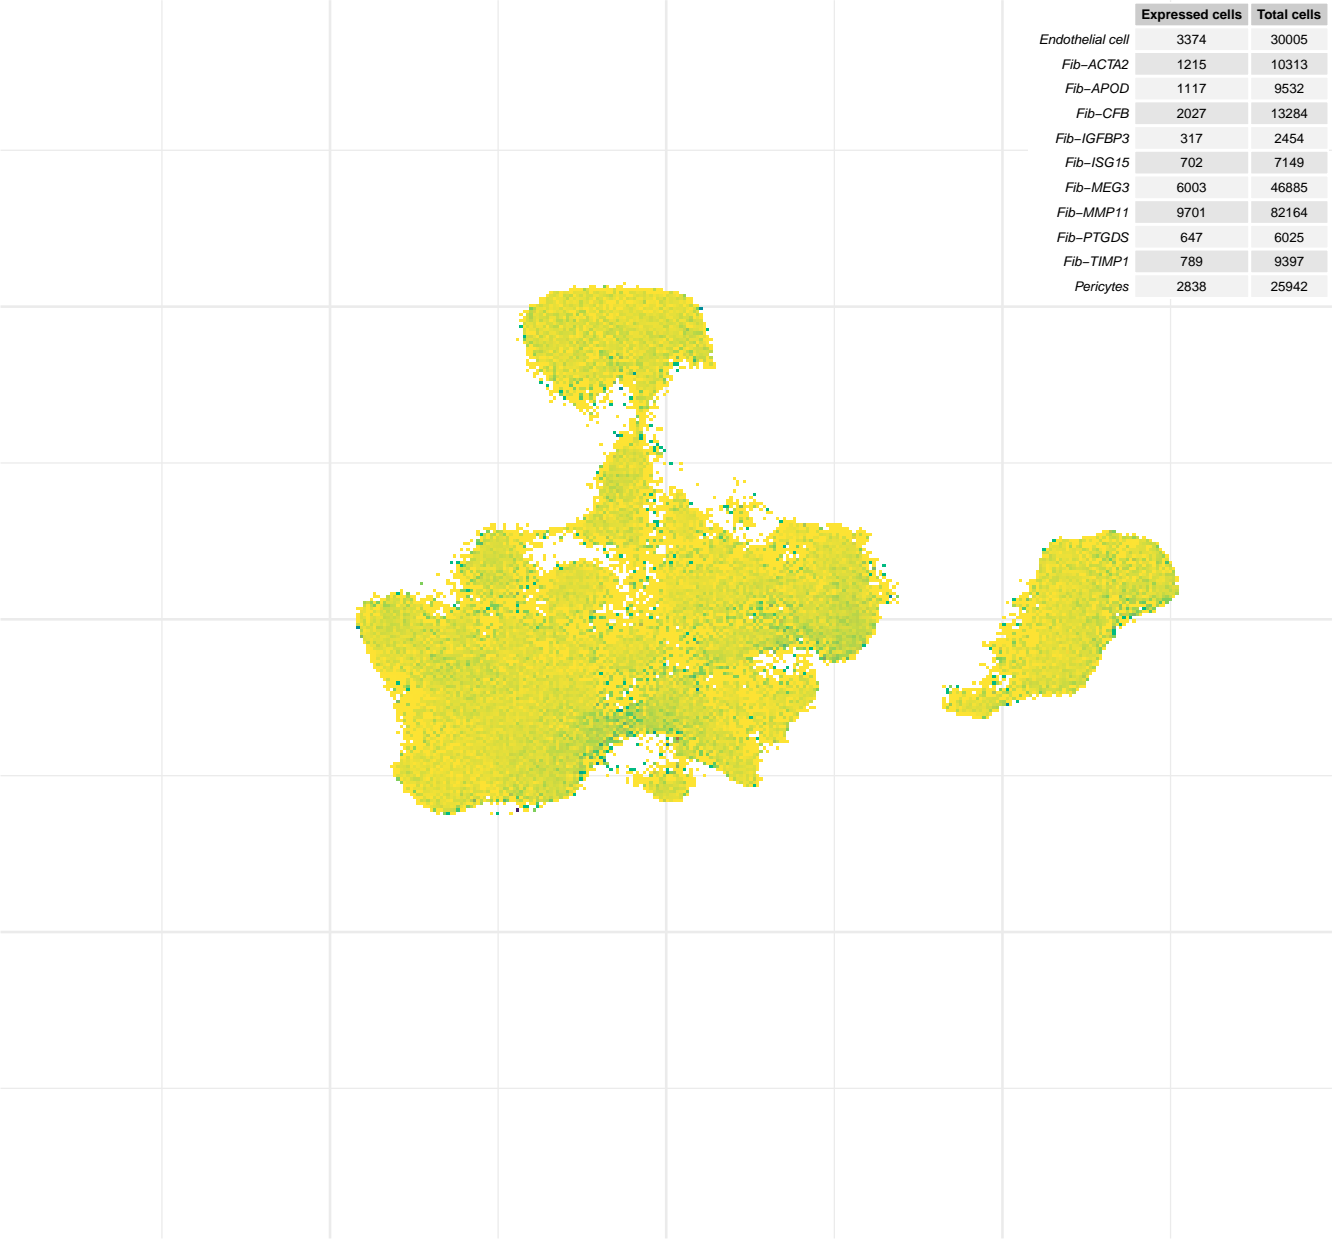 Expressed cells Total cells
Endothelial cell 3374 30005
Fib−ACTA2 1215 10313
Fib−APOD 1117 9532
Fib−CFB 2027 13284
Fib−IGFBP3 317 2454
Fib−ISG15 702 7149
Fib−MEG3 6003 46885
Fib−MMP11 9701 82164
Fib−PTGDS 647 6025
Fib−TIMP1 789 9397
Pericytes 2838 25942